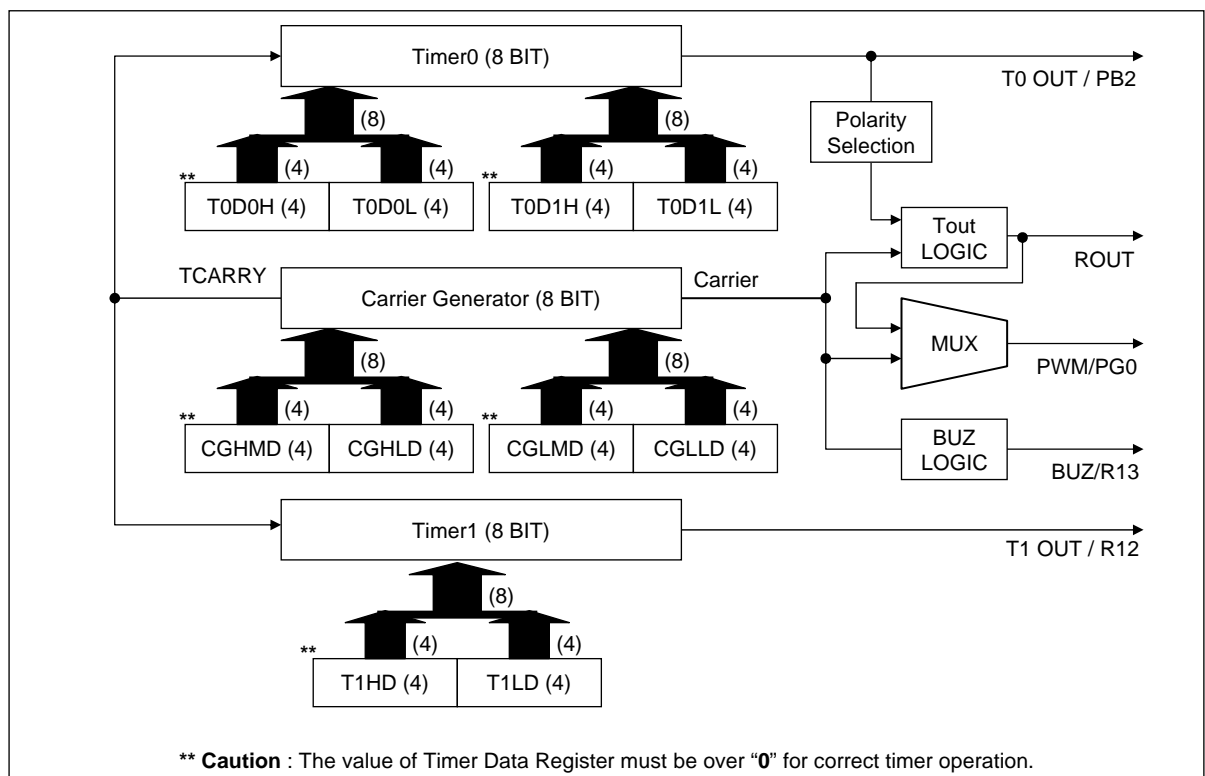 Timer0 (8 BIT)
T0 OUT / PB2
(8)
(8)
Polarity
Selection
(4)
(4)
(4)
(4)
**
**
T0D0H (4)
T0D0L (4)
T0D1H (4)
T0D1L (4)
Tout
LOGIC
ROUT
TCARRY
Carrier Generator (8 BIT)
Carrier
MUX
PWM/PG0
(8)
(8)
(4)
(4)
(4)
(4)
**
**
CGHMD (4)
CGHLD (4)
CGLMD (4)
CGLLD (4)
BUZ
LOGIC
BUZ/R13
Timer1 (8 BIT)
T1 OUT / R12
(8)
(4)
(4)
**
T1HD (4)
T1LD (4)
** Caution : The value of Timer Data Register must be over “0” for correct timer operation.